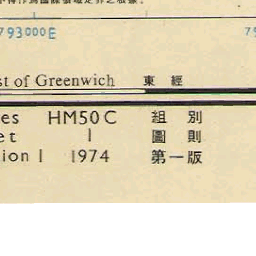 793000E
st of Greenwich 東 經
es HM50C 組 別
et 1 圖 則
ion 1 1974 第一版